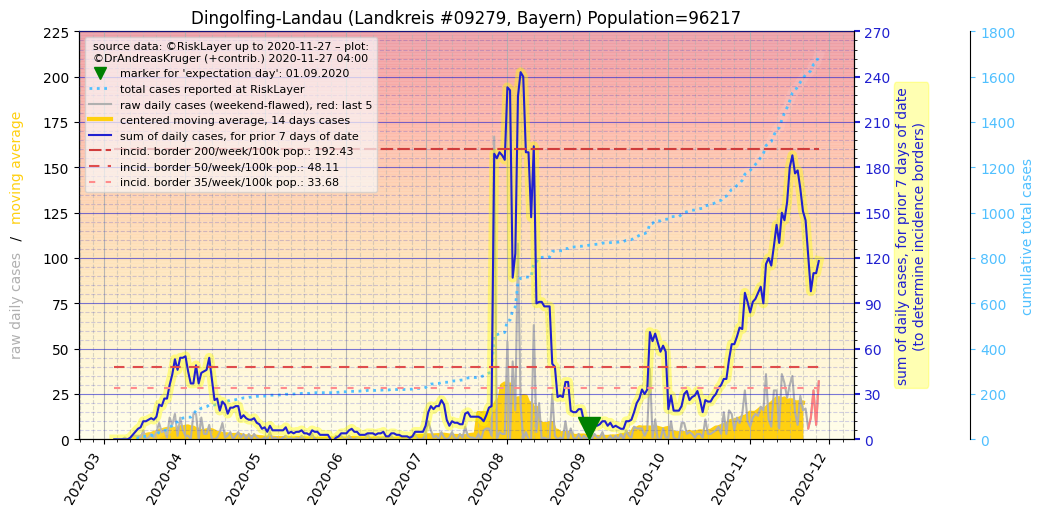 Dingolfing-Landau (Landkreis #09279, Bayern) Population=96217
source data: ©RiskLayer up to 2020-11-27 – plot:
©DrAndreasKruger (+contrib.) 2020-11-27 04:00
marker for 'expectation day': 01.09.2020
total cases reported at RiskLayer
raw daily cases (weekend-flawed), red: last 5
centered moving average, 14 days cases
sum of daily cases, for prior 7 days of date
incid. border 200/week/100k pop.: 192.43
incid. border 50/week/100k pop.: 48.11
incid. border 35/week/100k pop.: 33.68
raw daily cases / moving average
225
200
175
150
125
100
75
50
25
0
2020-03
2020-04
2020-05
2020-06
2020-07
2020-08
2020-09
2020-10
2020-11
2020-12
270
240
210
180
150
120
90
60
30
0
sum of daily cases, for prior 7 days of date
(to determine incidence borders)
1800
1600
1400
1200
1000
800
600
400
200
0
cumulative total cases